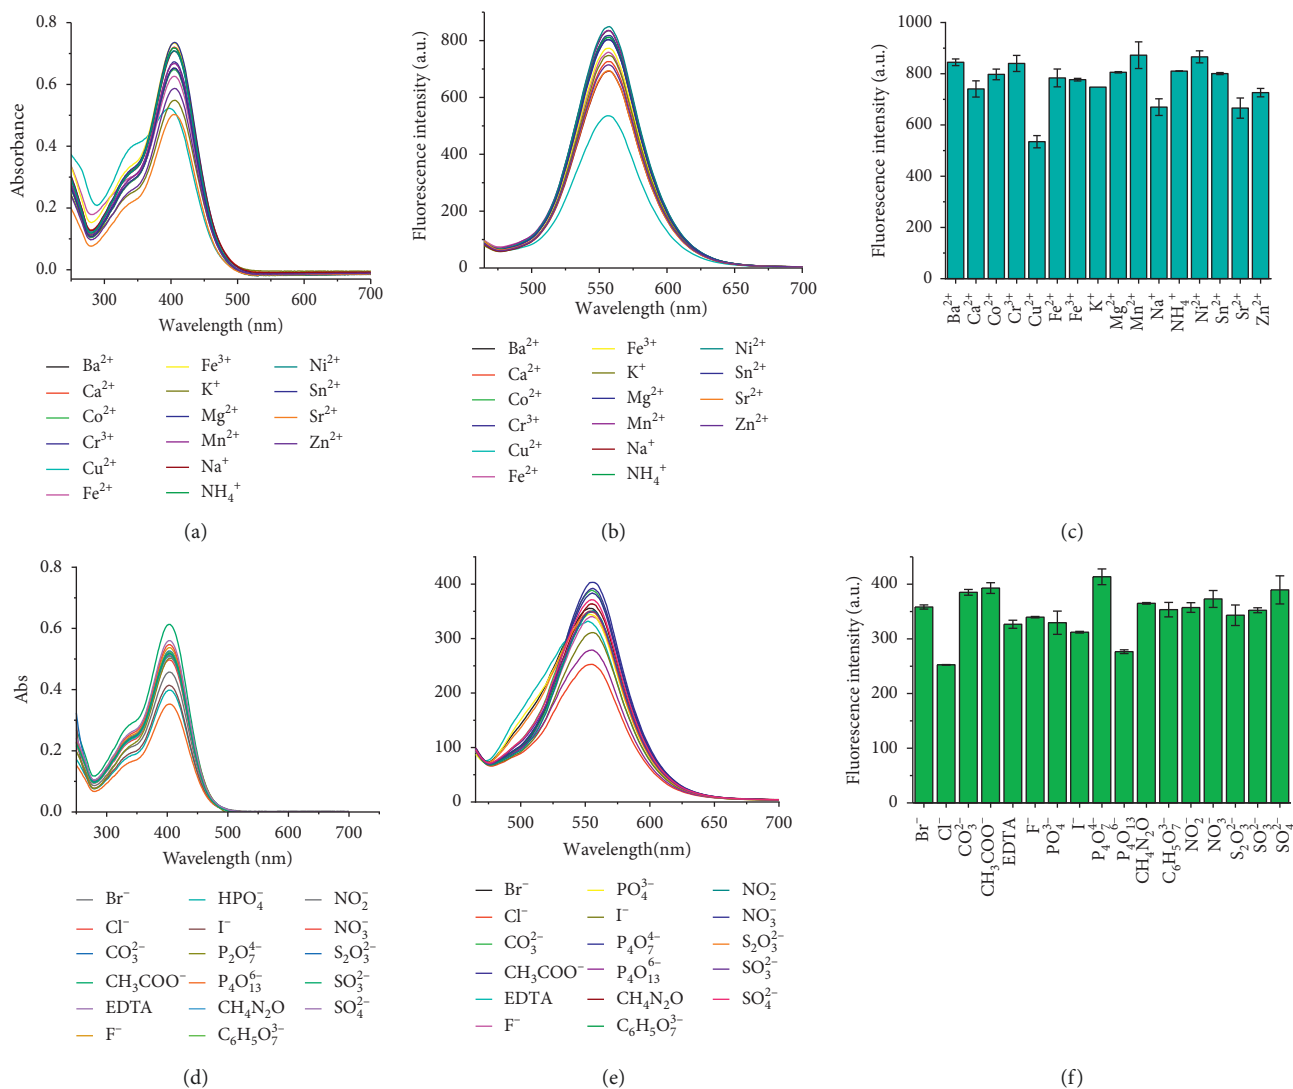 0.8
0.6
0.4
0.2
0.0
Absorbance
300 400 500 600 700
Wavelength (nm)
Ba²⁺ Fe³⁺ Ni²⁺
Ca²⁺ K⁺ Sn²⁺
Co²⁺ Mg²⁺ Sr²⁺
Cr³⁺ Mn²⁺ Zn²⁺
Cu²⁺ Na⁺
Fe²⁺ NH₄⁺
(a)
800
600
400
200
0
Fluorescence intensity (a.u.)
500 550 600 650 700
Wavelength (nm)
Ba²⁺ Fe³⁺ Ni²⁺
Ca²⁺ K⁺ Sn²⁺
Co²⁺ Mg²⁺ Sr²⁺
Cr³⁺ Mn²⁺ Zn²⁺
Cu²⁺ Na⁺
Fe²⁺ NH₄⁺
(b)
1000
800
600
400
200
0
Fluorescence intensity (a.u.)
Ba²⁺ Ca²⁺ Co²⁺ Cr³⁺ Cu²⁺ Fe²⁺ Fe³⁺ K⁺ Mg²⁺ Mn²⁺ Na⁺ NH₄⁺ Ni²⁺ Sn²⁺ Sr²⁺ Zn²⁺
(c)
0.8
0.6
0.4
0.2
0.0
Abs
300 400 500 600 700
Wavelength (nm)
Br⁻ HPO₄⁻ NO₂⁻
Cl⁻ I⁻ NO₃⁻
CO₃²⁻ P₂O₇⁴⁻ S₂O₃²⁻
CH₃COO⁻ P₄O₁₃⁶⁻ SO₃²⁻
EDTA CH₄N₂O SO₄²⁻
F⁻ C₆H₅O₇³⁻
(d)
400
300
200
100
0
Fluorescence intensity (a.u.)
500 550 600 650 700
Wavelength(nm)
Br⁻ PO₄³⁻ NO₂⁻
Cl⁻ I⁻ NO₃⁻
CO₃²⁻ P₄O₇⁴⁻ S₂O₃²⁻
CH₃COO⁻ P₄O₁₃⁶⁻ SO₃²⁻
EDTA CH₄N₂O SO₄²⁻
F⁻ C₆H₅O₇³⁻
(e)
400
300
200
100
0
Fluorescence intensity (a.u.)
Br⁻ Cl⁻ CO₃²⁻ CH₃COO⁻ EDTA F⁻ PO₄³⁻ I⁻ P₄O₇⁴⁻ P₄O₁₃⁶⁻ CH₄N₂O C₆H₅O₇³⁻ NO₂⁻ NO₃⁻ S₂O₃²⁻ SO₃²⁻ SO₄⁻
(f)